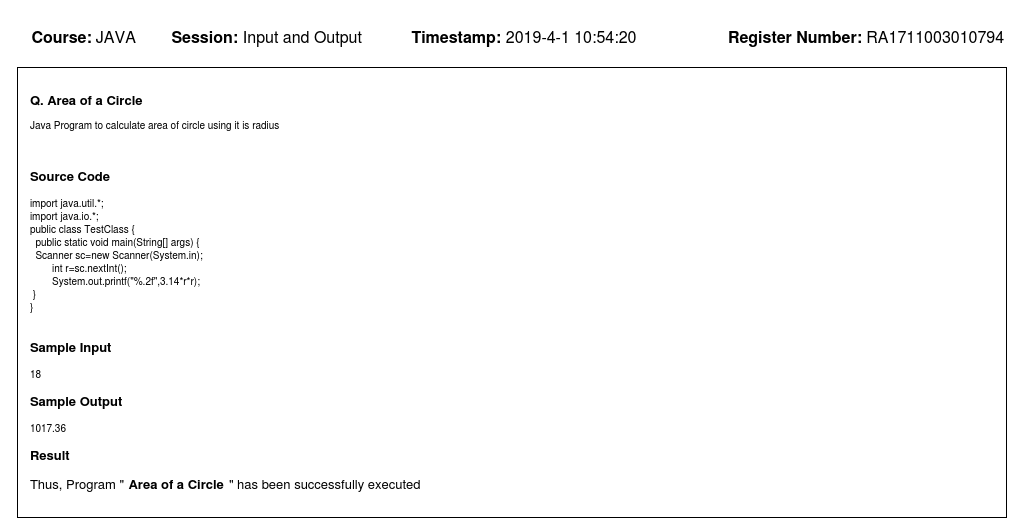 Course: JAVA Session: Input and Output Timestamp: 2019-4-1 10:54:20 Register Number: RA1711003010794
Q. Area of a Circle
Java Program to calculate area of circle using it is radius
Source Code
import java.util.*;
import java.io.*;
public class TestClass {
public static void main(String[] args) {
Scanner sc=new Scanner(System.in);
int r=sc.nextInt();
System.out.printf("%.2f",3.14*r*r);
}
}
Sample Input
18
Sample Output
1017.36
Result
Thus, Program " Area of a Circle " has been successfully executed